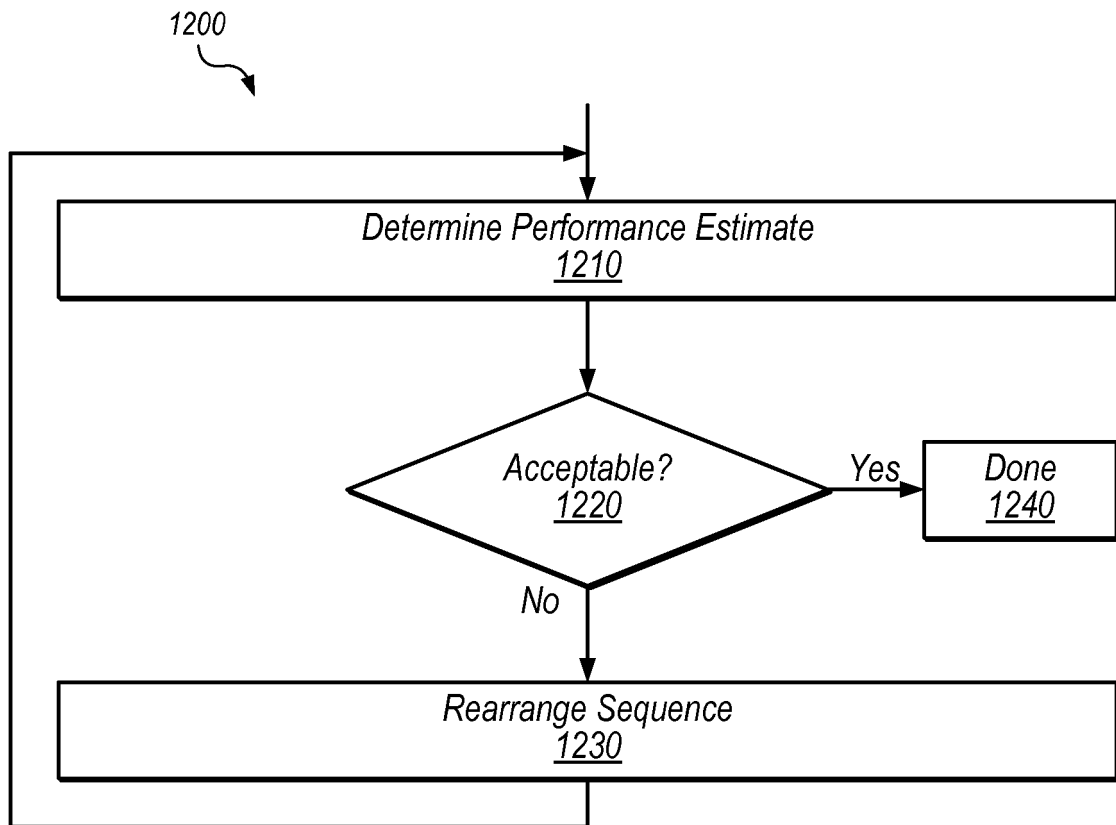 1200
Determine Performance Estimate
1210
Acceptable?
1220
Yes
Done
1240
No
Rearrange Sequence
1230